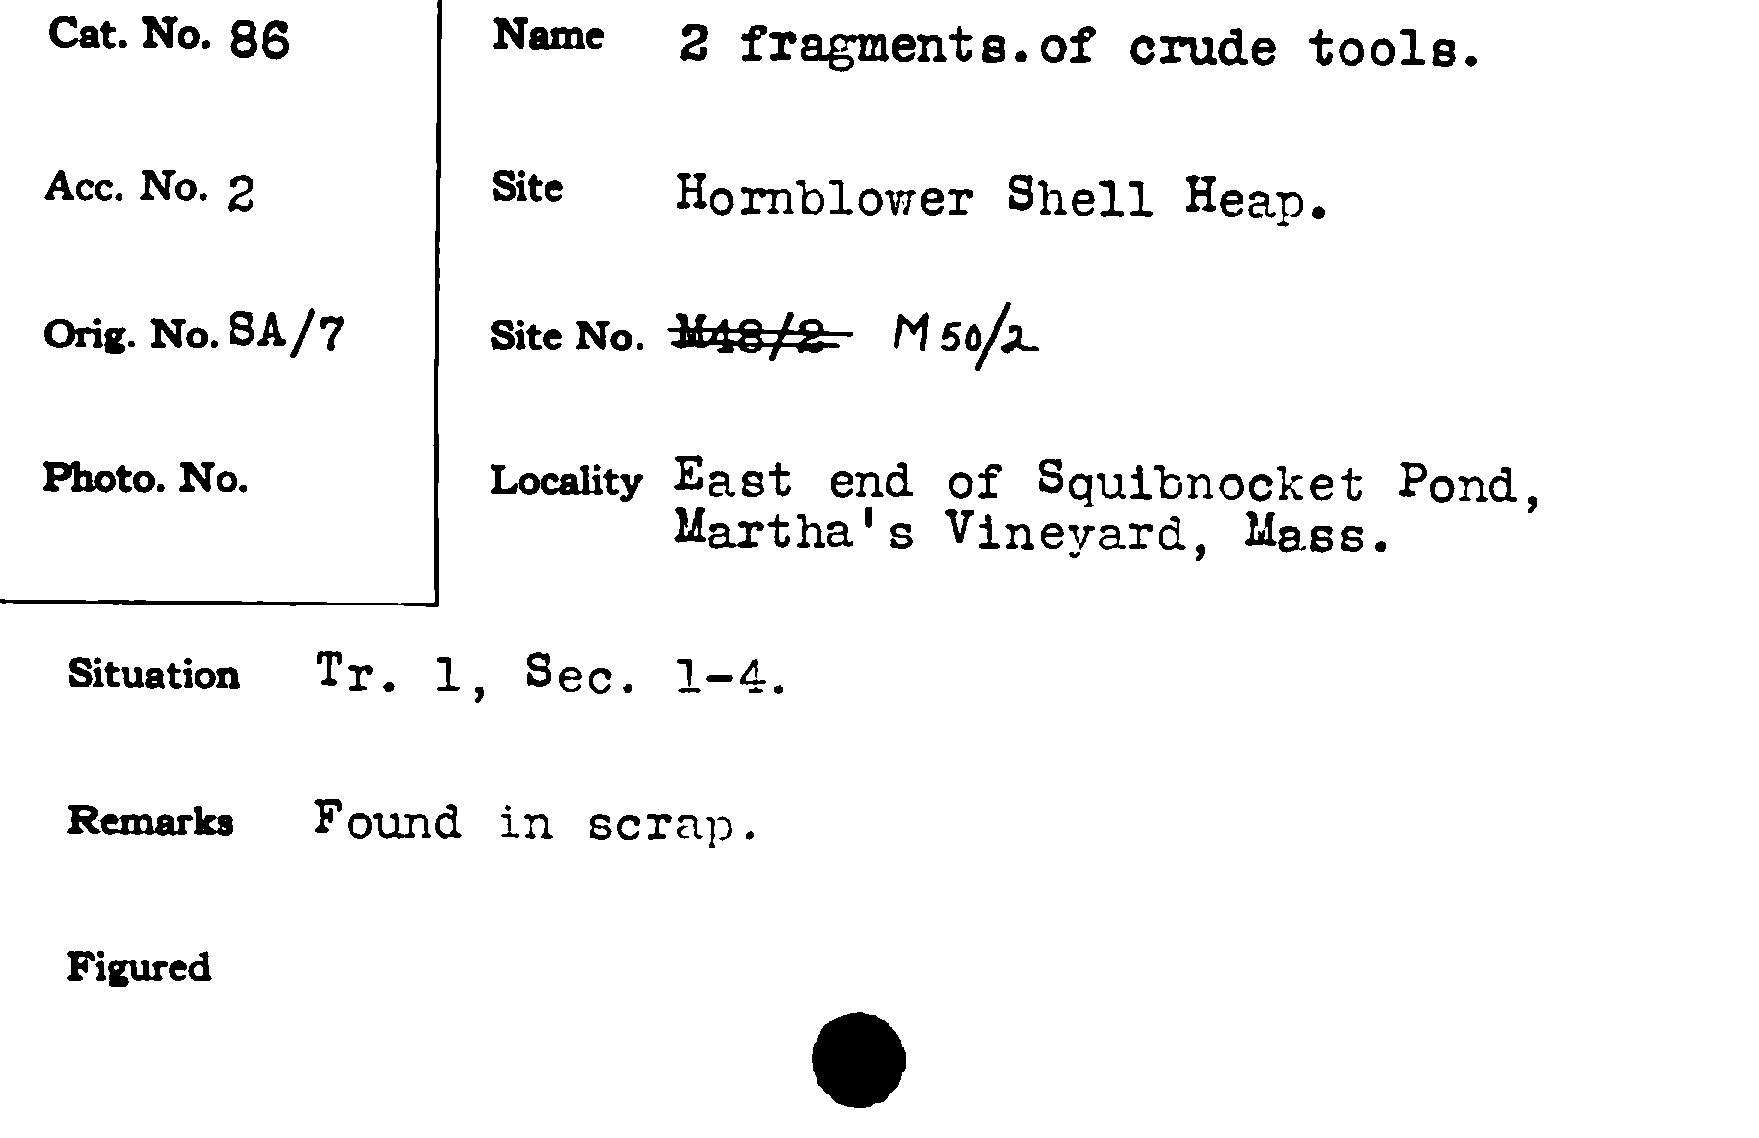 Cat. No. 86
Name 2 fragments.of crude tools.
Acc. No. 2
Site Hornblower Shell Heap.
Orig. No. SA/7
Site No. M48/2 M50/2
Photo. No.
Locality East end of Squibnocket Pond,
Martha's Vineyard, Mass.
Situation Tr. 1, Sec. 1-4.
Remarks Found in scrap.
Figured